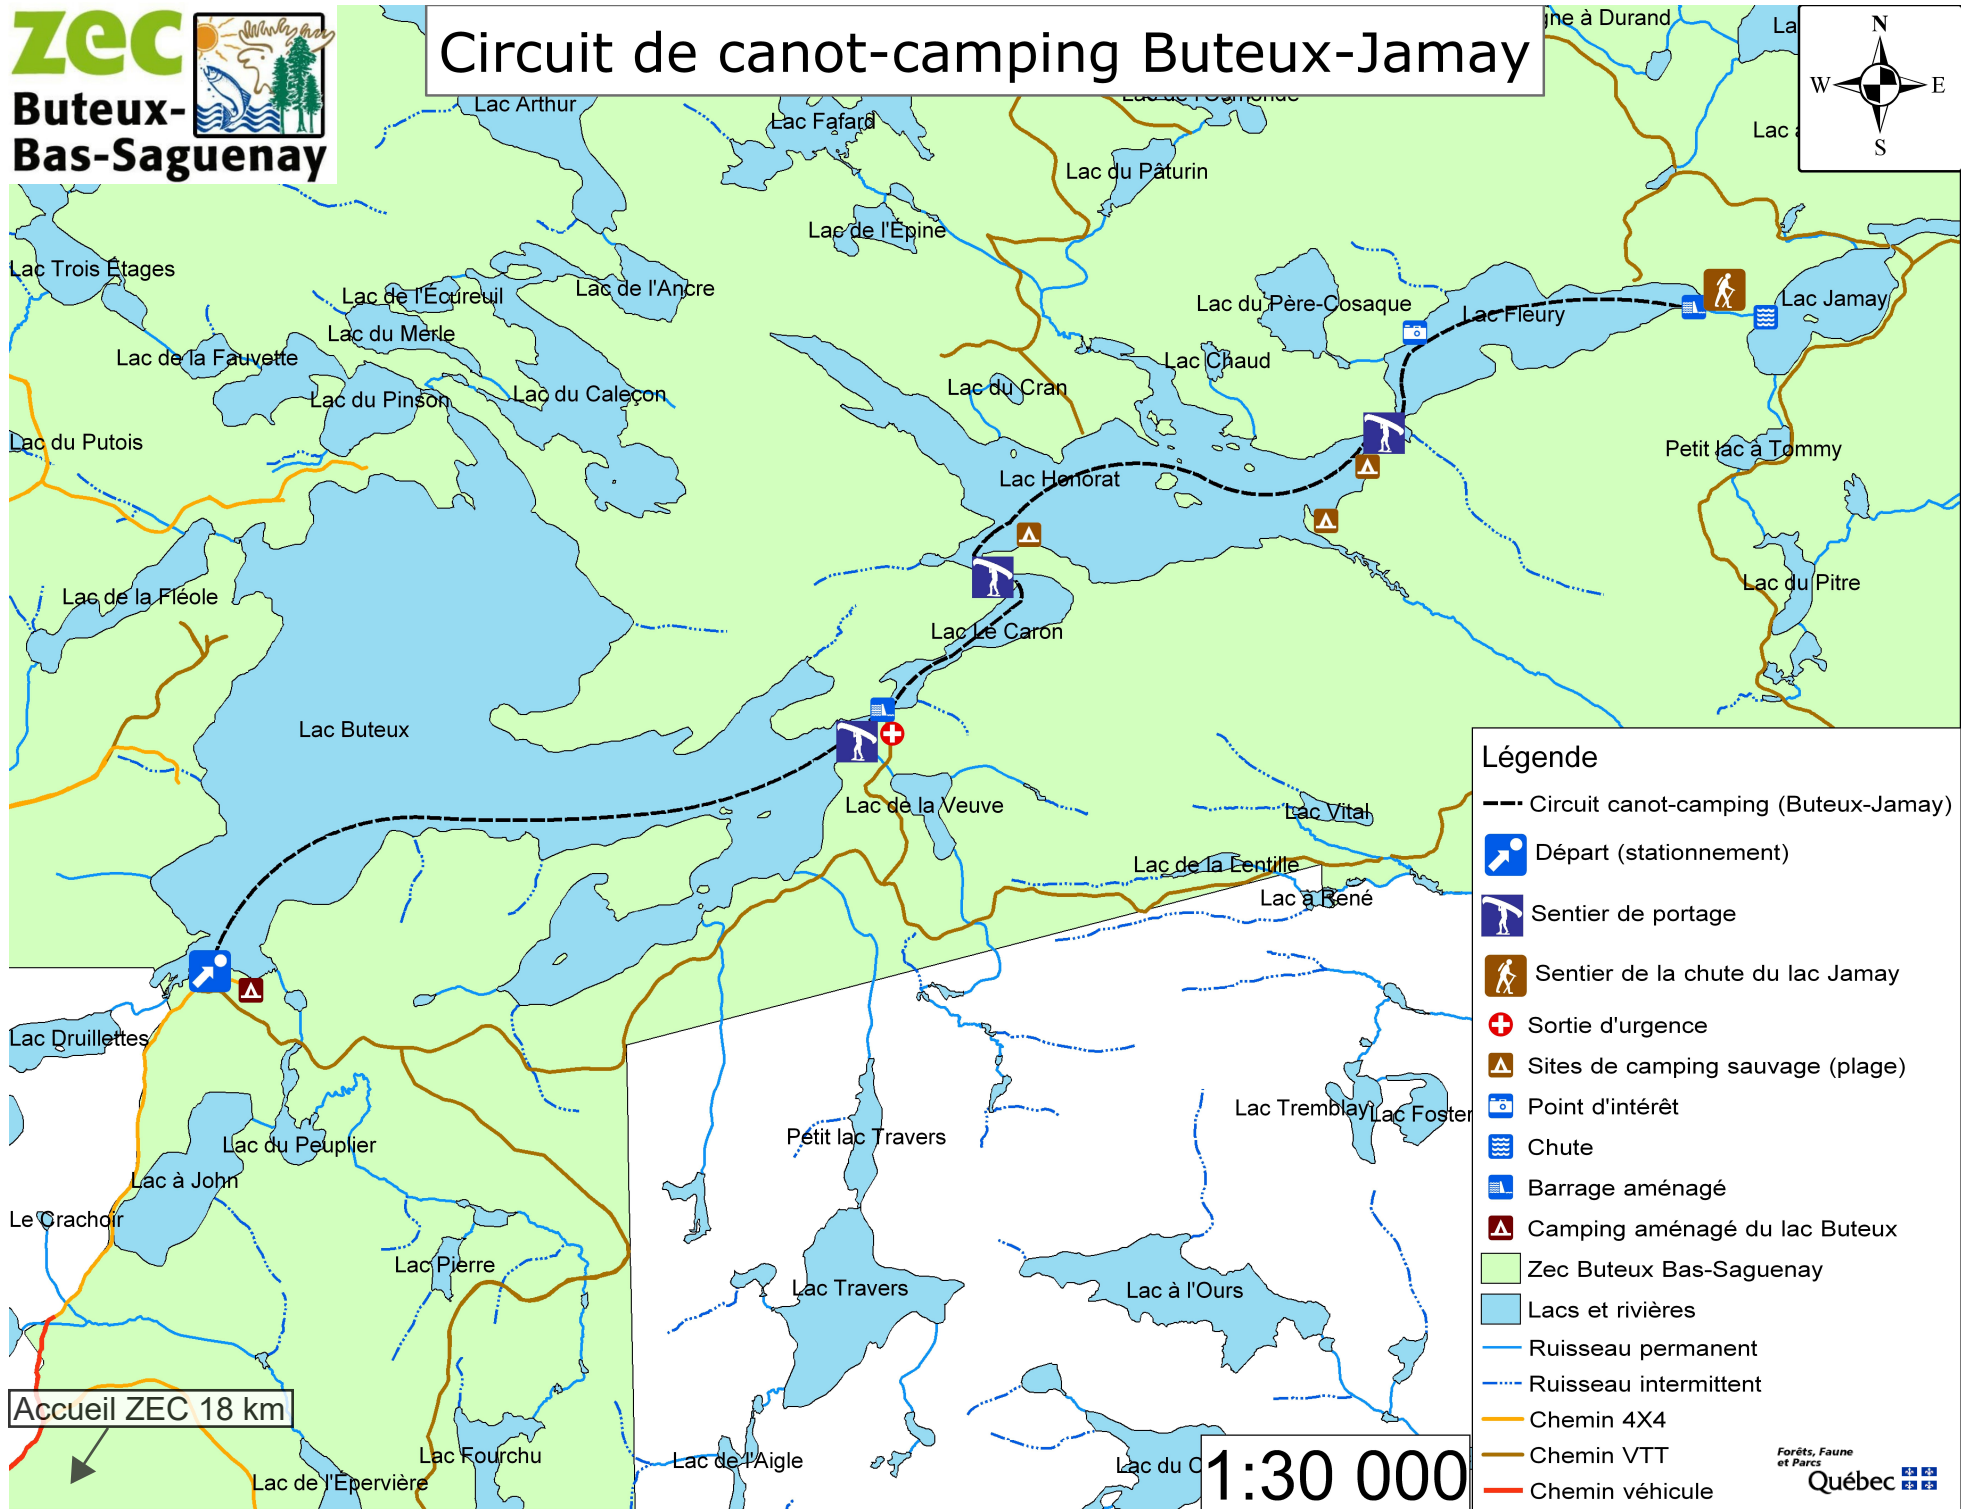 zec
Buteux-
Bas-Saguenay
Circuit de canot-camping Buteux-Jamay
N
W
E
S
Lac Arthur
Lac Fafard
Lac du Pâturin
Lac de l'Épine
Lac Trois Étages
Lac de l'Écureuil
Lac de l'Ancre
Lac du Merle
Lac de la Fauvette
Lac du Pinson
Lac du Caleçon
Lac du Putois
Lac du Père-Cosaque
Lac Fleury
Lac Jamay
Lac Chaud
Lac du Cran
Lac Honorat
Petit lac à Tommy
Lac du Pitre
Lac de la Fléole
Lac Le Caron
Lac Buteux
Lac de la Veuve
Lac Vital
Lac de la Lentille
Lac à René
Lac Druillettes
Lac du Peuplier
Lac à John
Le Crachoir
Lac Pierre
Petit lac Travers
Lac Tremblay
Lac Foster
Lac Travers
Lac à l'Ours
Accueil ZEC 18 km
Lac Fourchu
Lac de l'Épervière
Lac de l'Aigle
Lac du C
1:30 000
Légende
Circuit canot-camping (Buteux-Jamay)
Départ (stationnement)
Sentier de portage
Sentier de la chute du lac Jamay
Sortie d'urgence
Sites de camping sauvage (plage)
Point d'intérêt
Chute
Barrage aménagé
Camping aménagé du lac Buteux
Zec Buteux Bas-Saguenay
Lacs et rivières
Ruisseau permanent
Ruisseau intermittent
Chemin 4X4
Chemin VTT
Chemin véhicule
Forêts, Faune
et Parcs
Québec